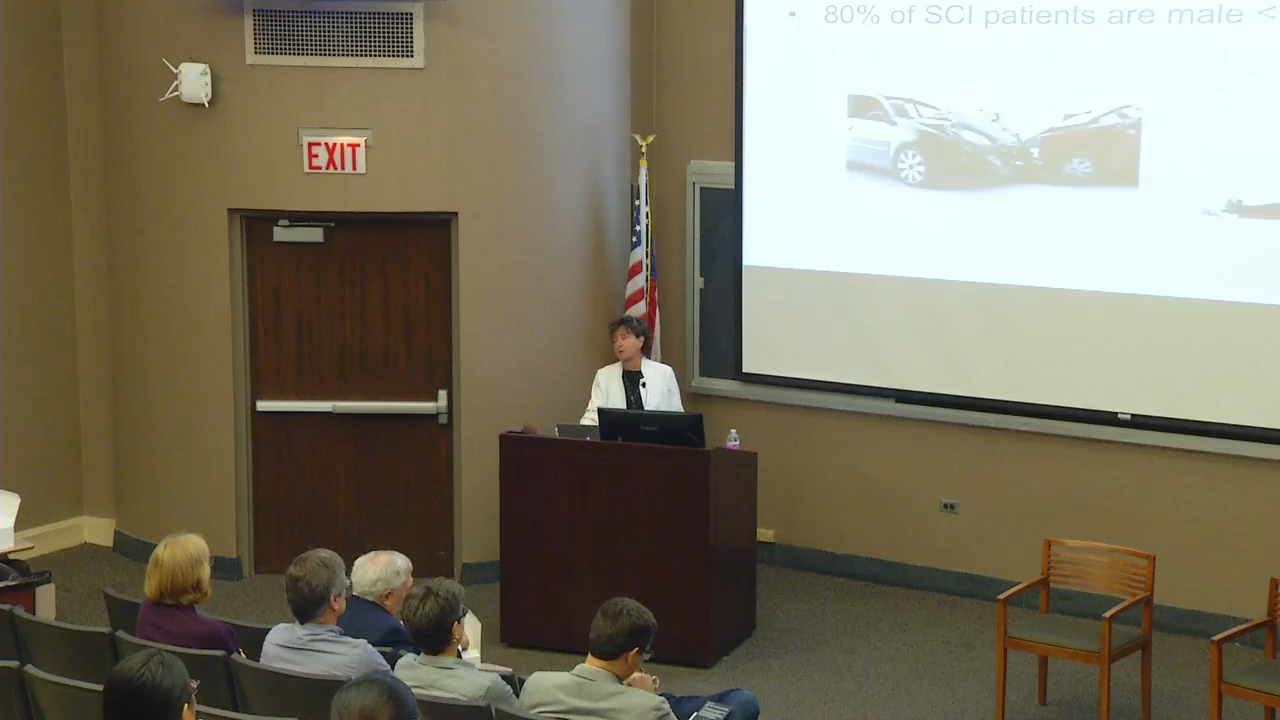 • 80% of SCI patients are male <
EXIT